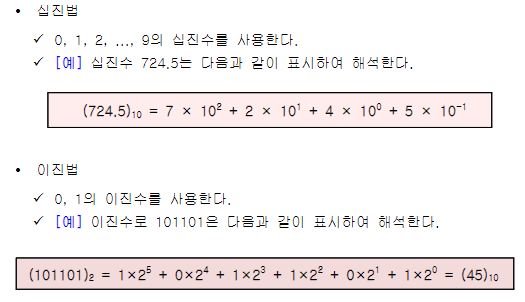 • 십진법
✓ 0, 1, 2, ..., 9의 십진수를 사용한다.
✓ [예] 십진수 724.5는 다음과 같이 표시하여 해석한다.
(724.5)₁₀ = 7 × 10² + 2 × 10¹ + 4 × 10⁰ + 5 × 10⁻¹
• 이진법
✓ 0, 1의 이진수를 사용한다.
✓ [예] 이진수로 101101은 다음과 같이 표시하여 해석한다.
(101101)₂ = 1×2⁵ + 0×2⁴ + 1×2³ + 1×2² + 0×2¹ + 1×2⁰ = (45)₁₀